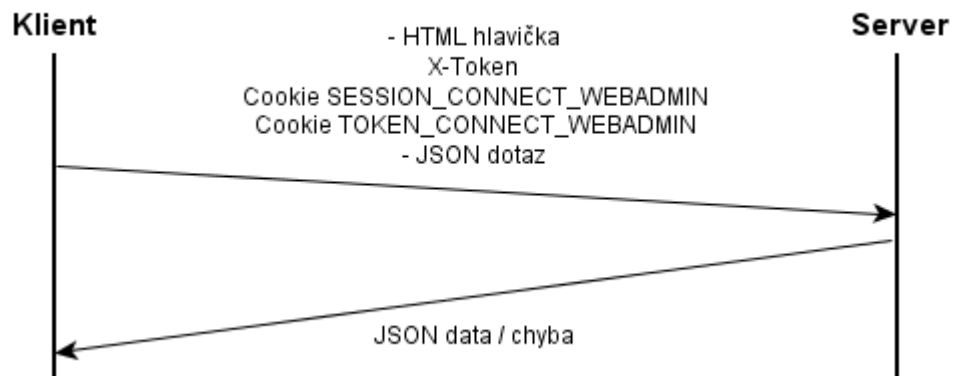 Klient
Server
- HTML hlavička
X-Token
Cookie SESSION_CONNECT_WEBADMIN
Cookie TOKEN_CONNECT_WEBADMIN
- JSON dotaz
JSON data / chyba